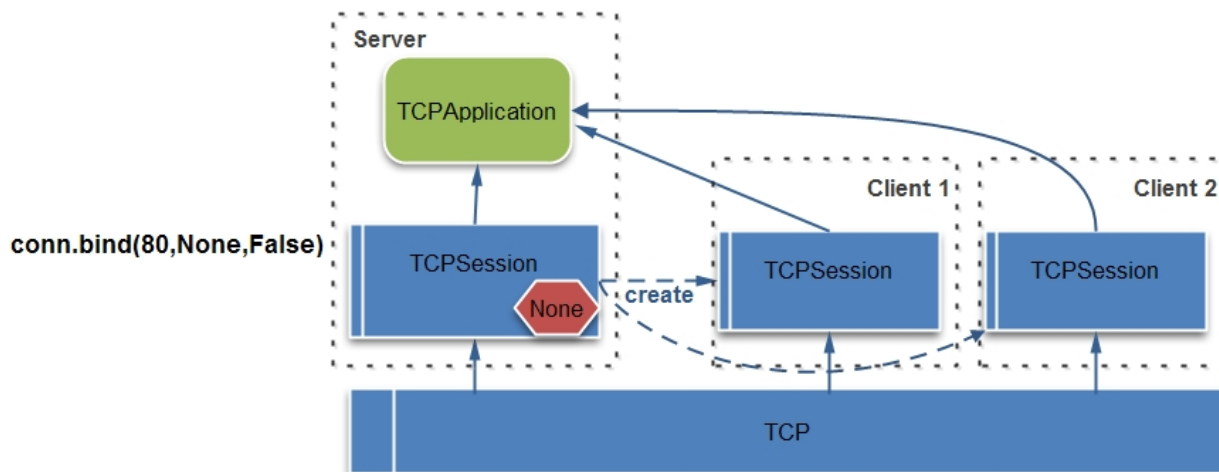 Server
TCPApplication
Client 1
Client 2
conn.bind(80,None,False)
TCPSession
TCPSession
TCPSession
create
None
TCP